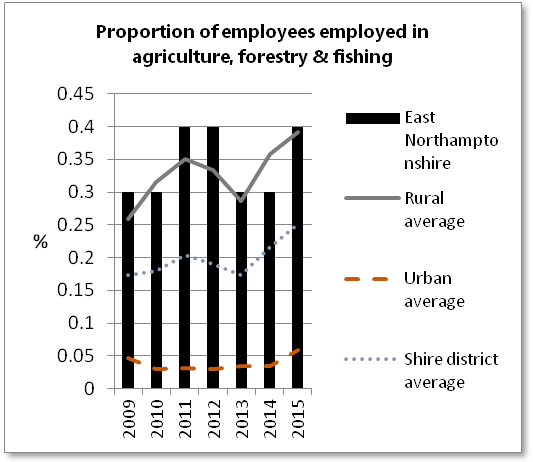 Proportion of employees employed in
agriculture, forestry & fishing
0.45
0.4
0.35
0.3
0.25
0.2
0.15
0.1
0.05
0
%
2009
2010
2011
2012
2013
2014
2015
East
Northampto
nshire
Rural
average
Urban
average
Shire district
average